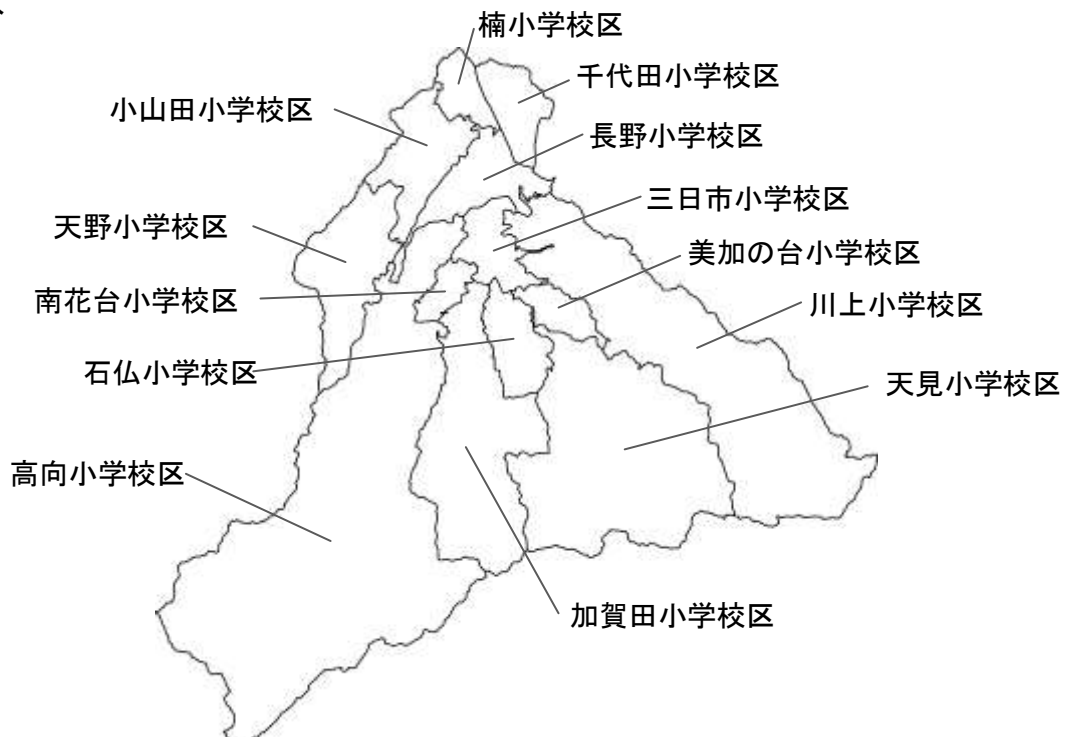 楠小学校区
千代田小学校区
小山田小学校区
長野小学校区
三日市小学校区
天野小学校区
美加の台小学校区
南花台小学校区
川上小学校区
石仏小学校区
天見小学校区
高向小学校区
加賀田小学校区